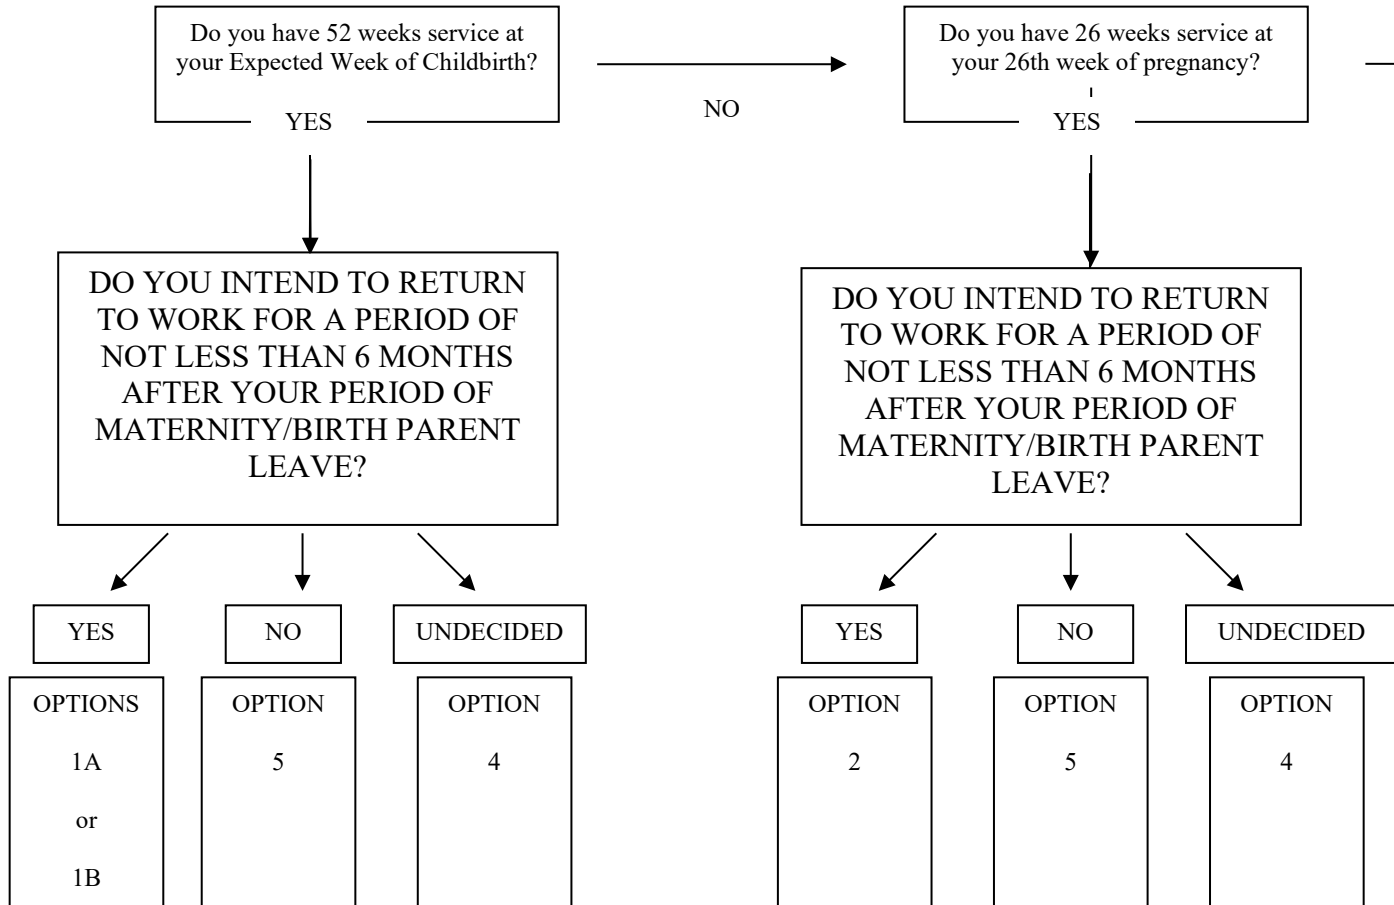 Do you have 52 weeks service at
your Expected Week of Childbirth?
YES
NO
Do you have 26 weeks service at
your 26th week of pregnancy?
YES
DO YOU INTEND TO RETURN
TO WORK FOR A PERIOD OF
NOT LESS THAN 6 MONTHS
AFTER YOUR PERIOD OF
MATERNITY/BIRTH PARENT
LEAVE?
DO YOU INTEND TO RETURN
TO WORK FOR A PERIOD OF
NOT LESS THAN 6 MONTHS
AFTER YOUR PERIOD OF
MATERNITY/BIRTH PARENT
LEAVE?
YES
NO
UNDECIDED
YES
NO
UNDECIDED
OPTIONS
1A
or
1B
OPTION
5
OPTION
4
OPTION
2
OPTION
5
OPTION
4